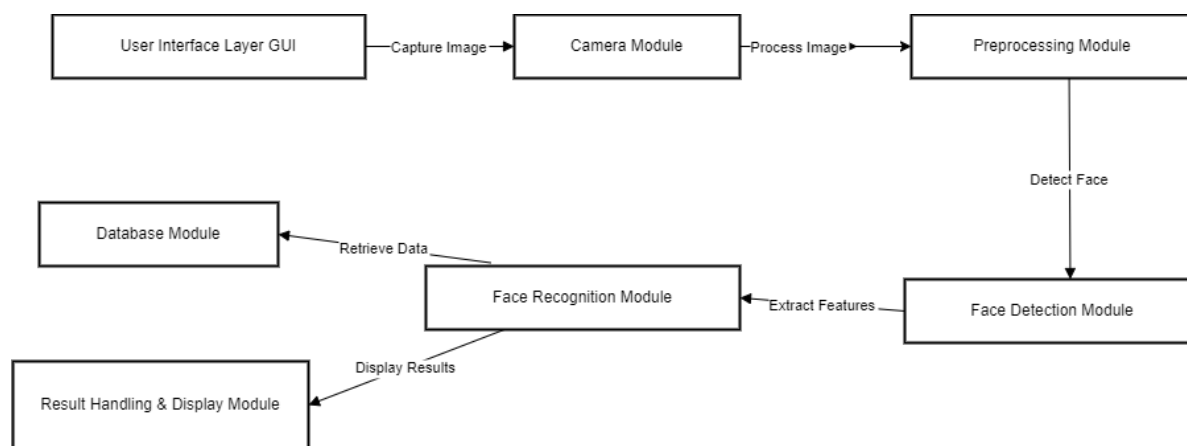 User Interface Layer GUI
Capture Image
Camera Module
Process Image
Preprocessing Module
Detect Face
Database Module
Retrieve Data
Face Recognition Module
Extract Features
Face Detection Module
Display Results
Result Handling & Display Module